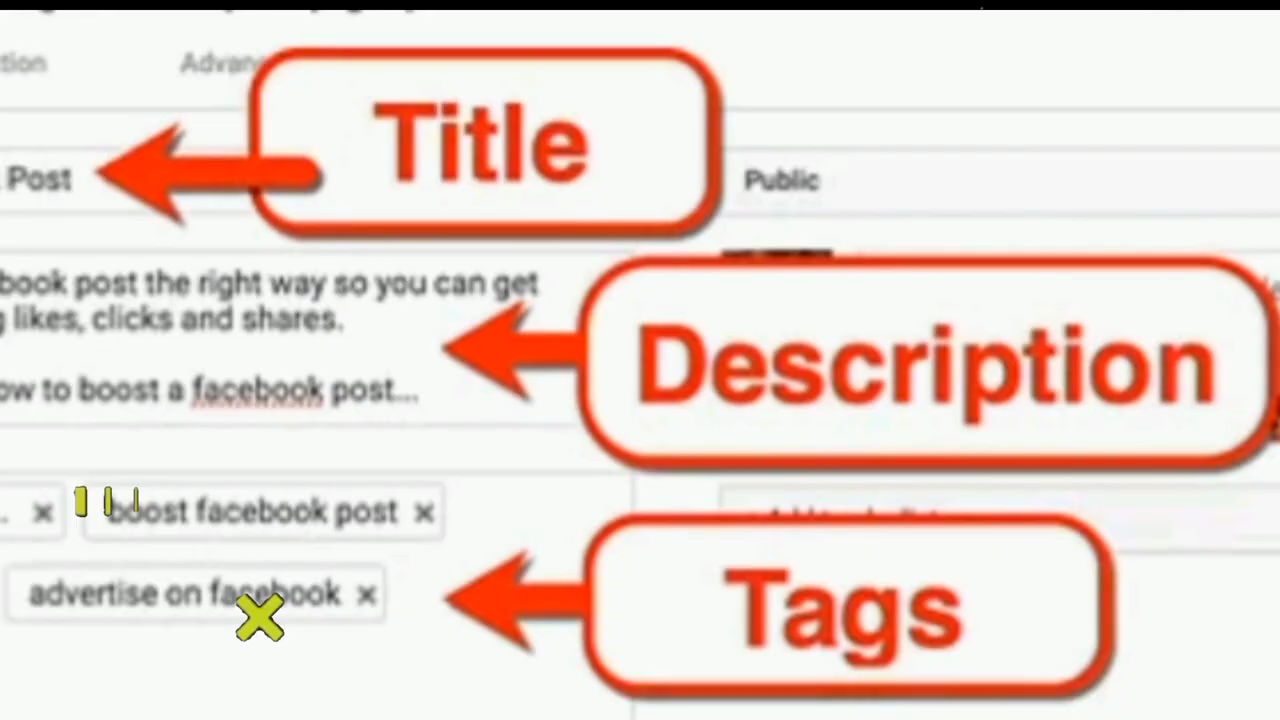 Title
Post
Public
book post the right way so you can get
likes, clicks and shares.
Description
ow to boost a facebook post...
boost facebook post ×
advertise on facebook ×
Tags